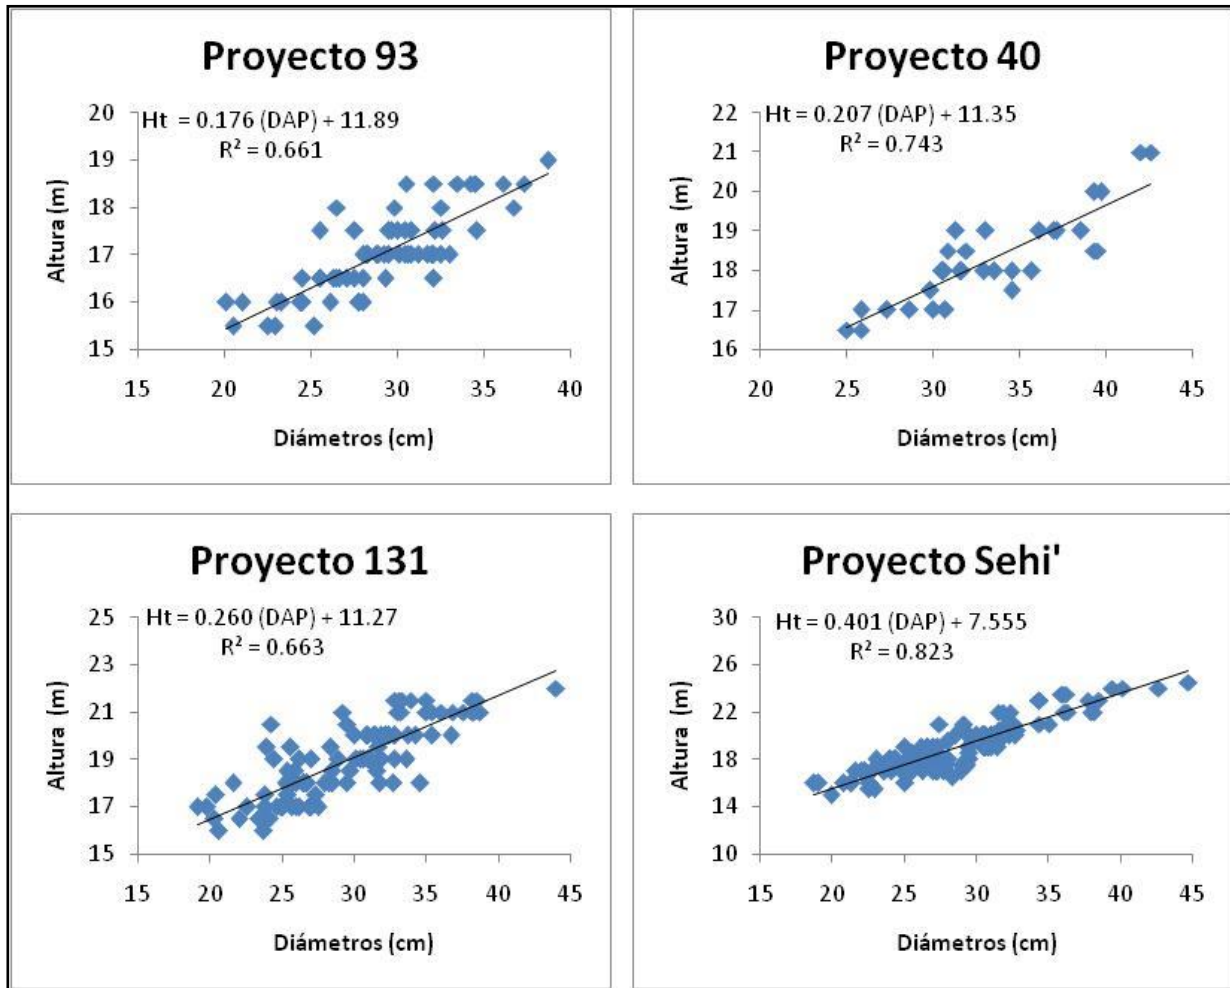 Proyecto 93
Ht = 0.176 (DAP) + 11.89
R² = 0.661
Altura (m)
20
19
18
17
16
15
15 20 25 30 35 40
Diámetros (cm)
Proyecto 40
Ht = 0.207 (DAP) + 11.35
R² = 0.743
Altura (m)
22
21
20
19
18
17
16
20 25 30 35 40 45
Diámetros (cm)
Proyecto 131
Ht = 0.260 (DAP) + 11.27
R² = 0.663
Altura (m)
25
23
21
19
17
15
15 20 25 30 35 40 45
Diámetros (cm)
Proyecto Sehi'
Ht = 0.401 (DAP) + 7.555
R² = 0.823
Altura (m)
30
26
22
18
14
10
15 20 25 30 35 40 45
Diámetros (cm)